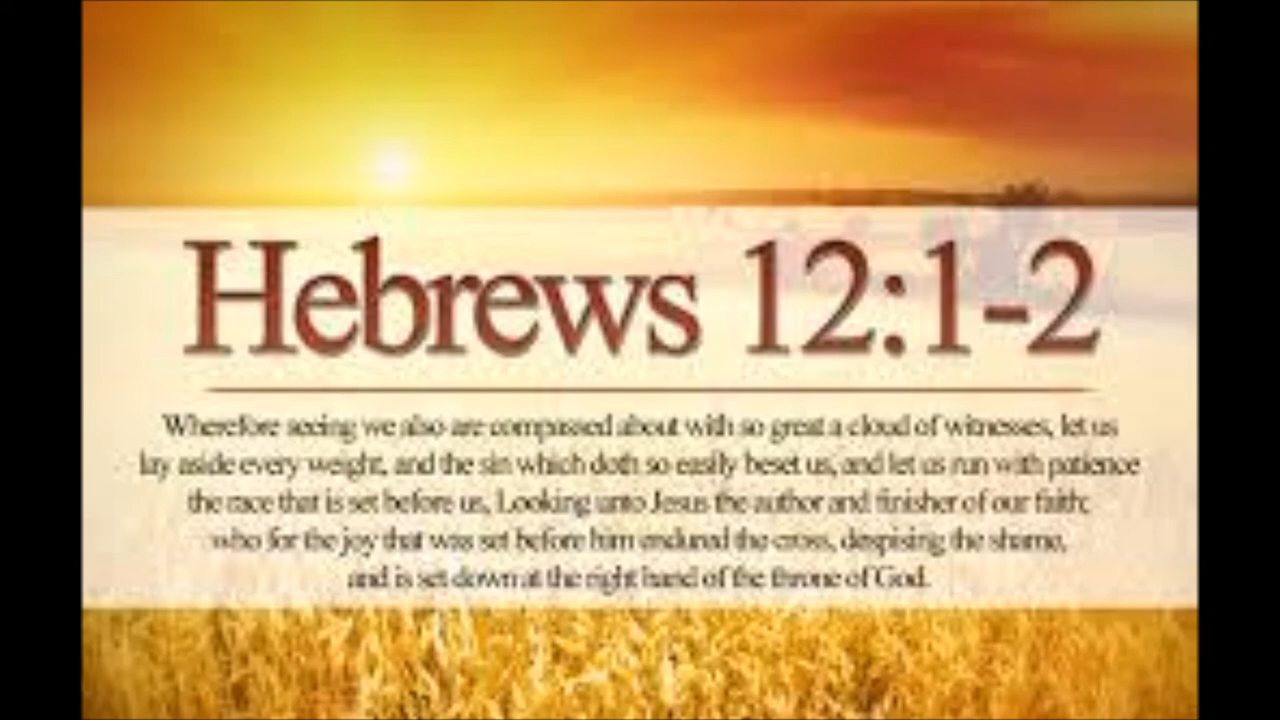 Hebrews 12:1-2
Wherefore seeing we also are compassed about with so great a cloud of witnesses, let us
lay aside every weight, and the sin which doth so easily beset us, and let us run with patience
the race that is set before us, Looking unto Jesus the author and finisher of our faith;
who for the joy that was set before him endured the cross, despising the shame,
and is set down at the right hand of the throne of God.